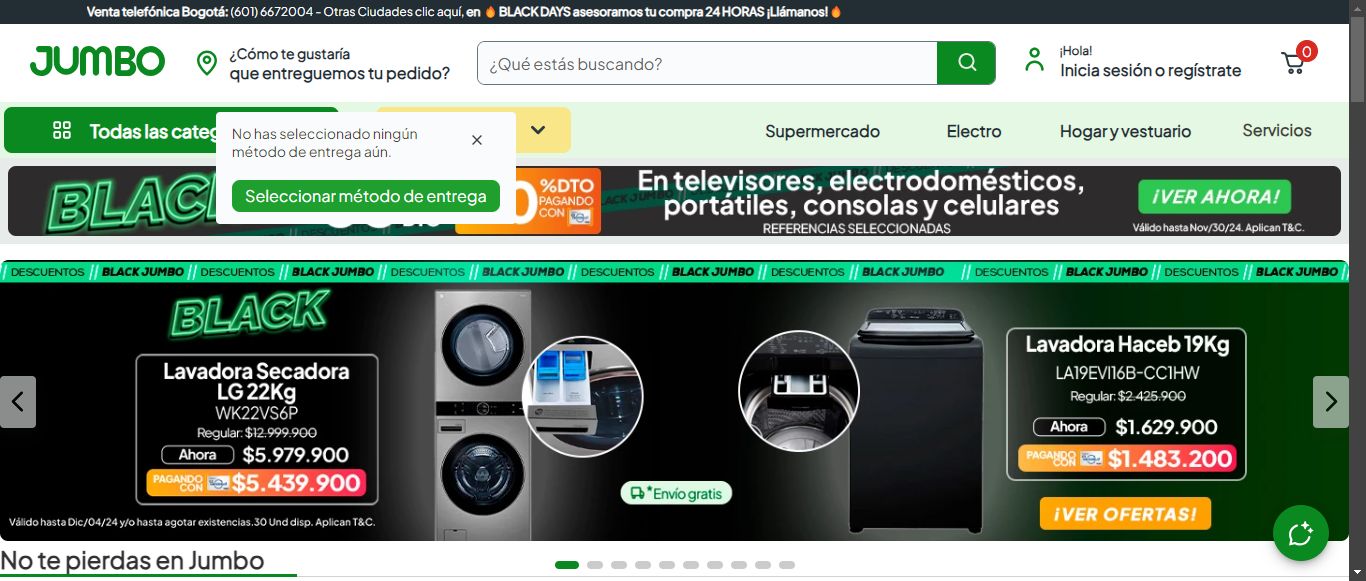 Venta telefónica Bogotá: (601) 6672004 - Otras Ciudades clic aquí, en 🔥 BLACK DAYS asesoramos tu compra 24 HORAS ¡Llámanos! 🔥
JUMBO
¿Cómo te gustaría
que entreguemos tu pedido?
¿Qué estás buscando?
¡Hola!
Inicia sesión o regístrate
0
Todas las categ
No has seleccionado ningún
método de entrega aún.
Seleccionar método de entrega
Supermercado
Electro
Hogar y vestuario
Servicios
BLACK
%DTO
PAGANDO
CON
En televisores, electrodomésticos,
portátiles, consolas y celulares
REFERENCIAS SELECCIONADAS
¡VER AHORA!
Válido hasta Nov/30/24. Aplican T&C.
// DESCUENTOS // BLACK JUMBO // DESCUENTOS // BLACK JUMBO // DESCUENTOS // BLACK JUMBO // DESCUENTOS // BLACK JUMBO // DESCUENTOS // BLACK JUMBO // DESCUENTOS // BLACK JUMBO // DESCUENTOS // BLACK JUMBO //
BLACK
Lavadora Secadora
LG 22Kg
WK22VS6P
Regular: $12.999.900
Ahora $5.979.900
PAGANDO
CON
$5.439.900
Válido hasta Dic/04/24 y/o hasta agotar existencias.30 Und disp. Aplican T&C.
*Envío gratis
Lavadora Haceb 19Kg
LA19EVI16B-CC1HW
Regular: $2.425.900
Ahora $1.629.900
PAGANDO
CON
$1.483.200
¡VER OFERTAS!
No te pierdas en Jumbo